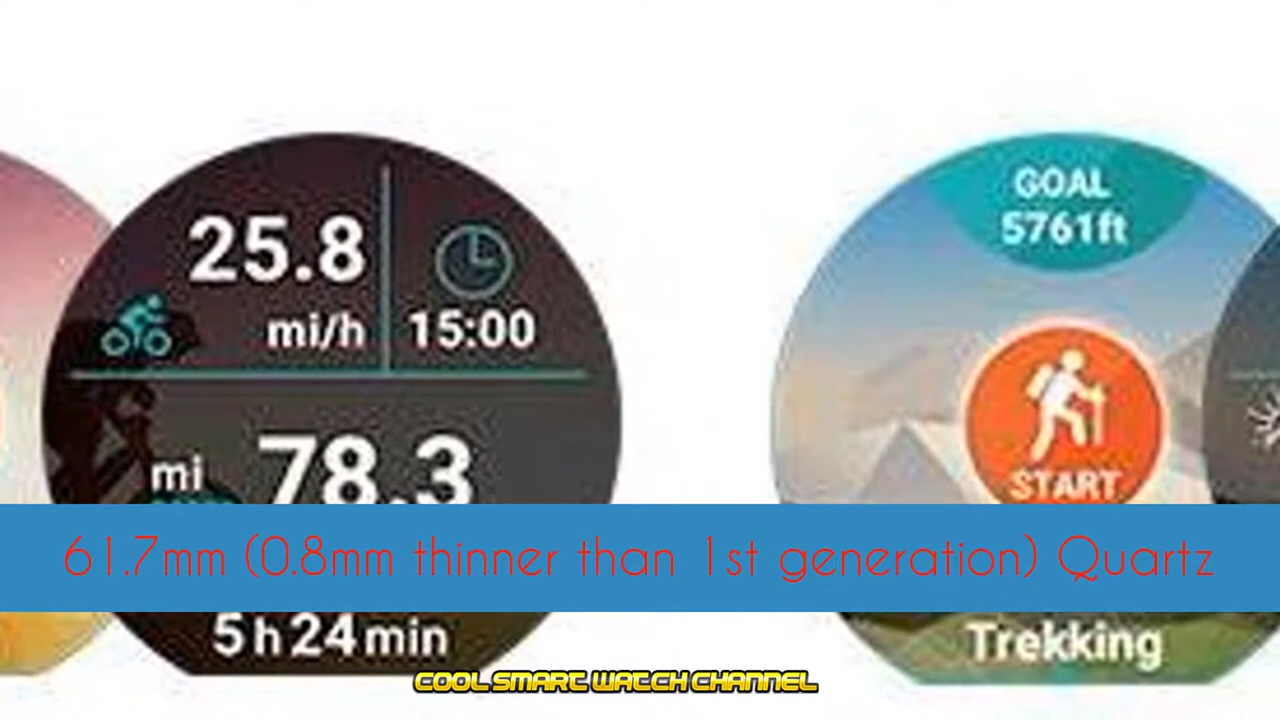 25.8
mi/h
15:00
mi
78.3
5h24min
GOAL
5761ft
START
Trekking
61.7mm (0.8mm thinner than 1st generation) Quartz
COOL SMART WATCH CHANNEL